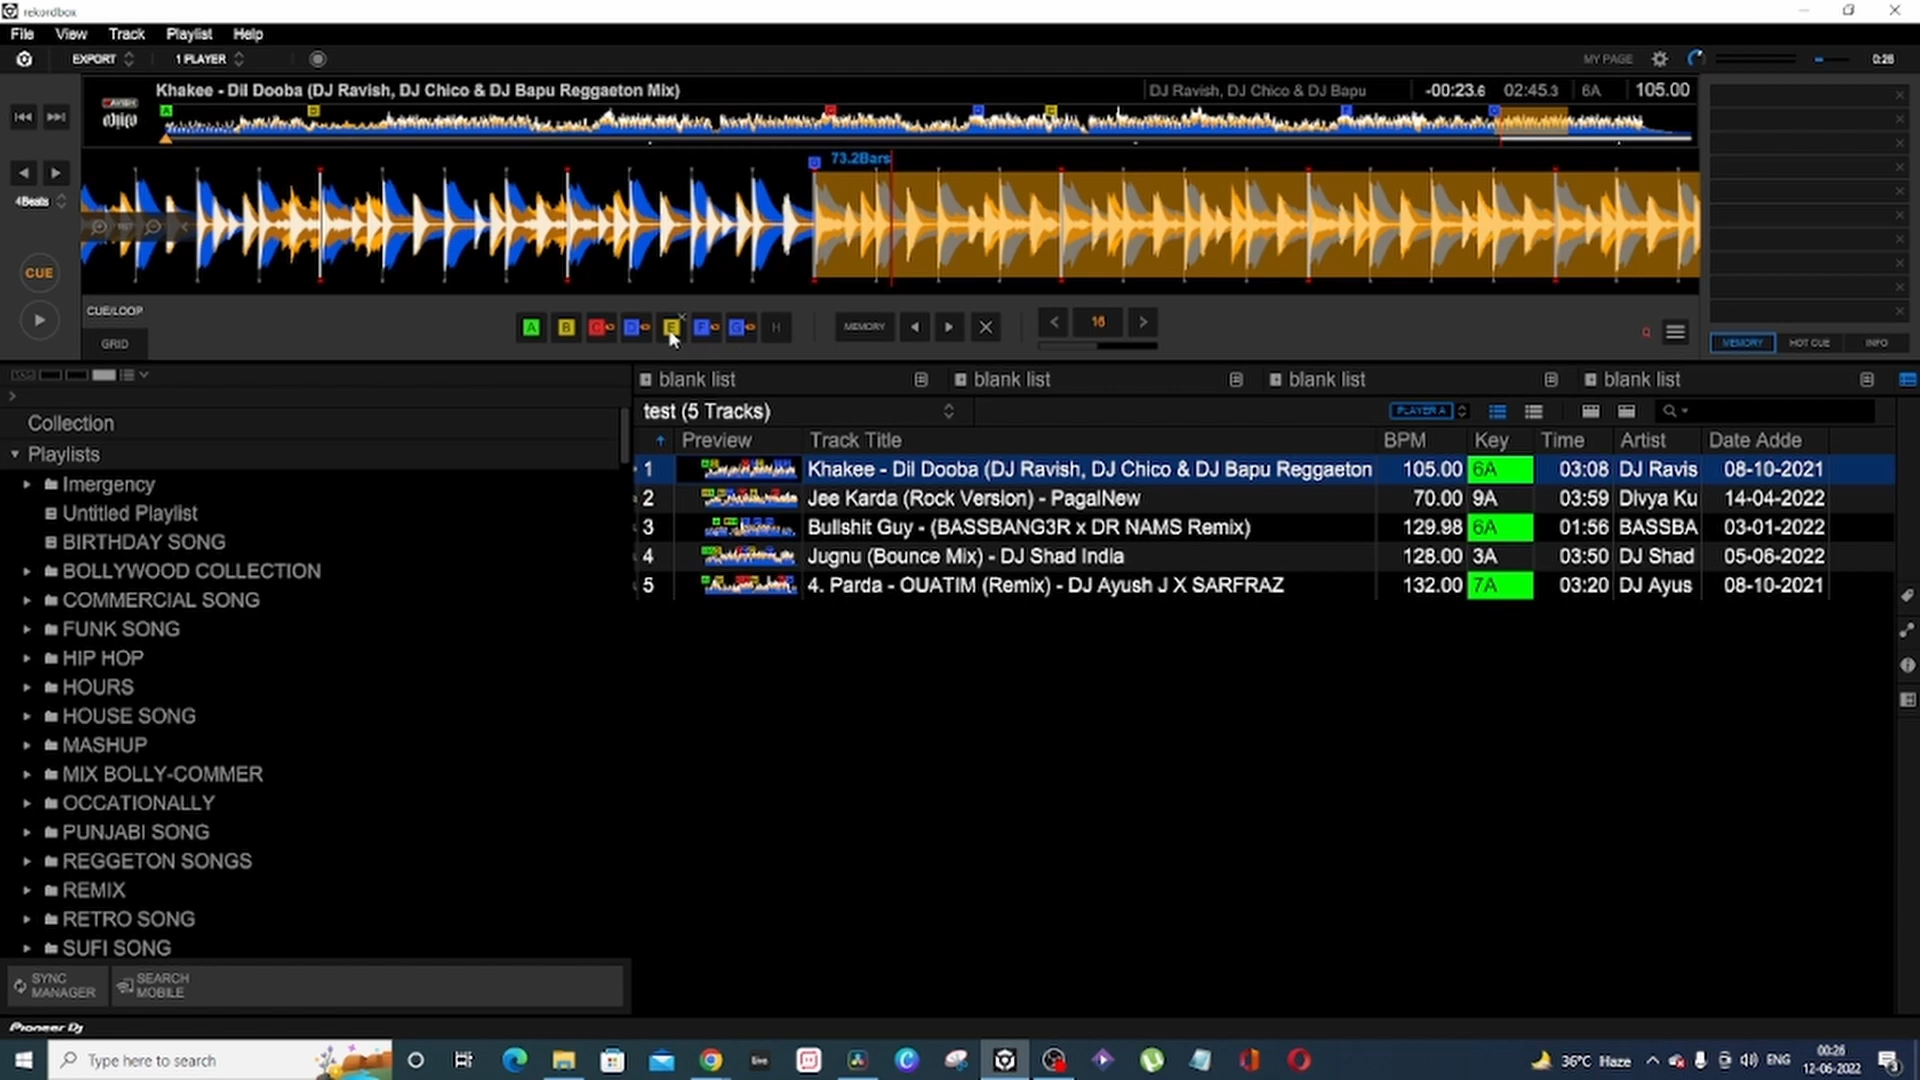 rekordbox
File View Track Playlist Help
EXPORT 1 PLAYER MY PAGE 0:26
Khakee - Dil Dooba (DJ Ravish, DJ Chico & DJ Bapu Reggaeton Mix) DJ Ravish, DJ Chico & DJ Bapu -00:23.6 02:45.3 6A 105.00
73.2Bars
4Beats
CUE
CUE/LOOP
A B C D E F G H MEMORY 16
GRID
Q
MEMORY HOT CUE INFO
blank list blank list blank list blank list
Collection
test (5 Tracks) PLAYER A
Preview Track Title BPM Key Time Artist Date Adde
1 Khakee - Dil Dooba (DJ Ravish, DJ Chico & DJ Bapu Reggaeton 105.00 6A 03:08 DJ Ravis 08-10-2021
2 Jee Karda (Rock Version) - PagalNew 70.00 9A 03:59 Divya Ku 14-04-2022
3 Bullshit Guy - (BASSBANG3R x DR NAMS Remix) 129.98 6A 01:56 BASSBA 03-01-2022
4 Jugnu (Bounce Mix) - DJ Shad India 128.00 3A 03:50 DJ Shad 05-06-2022
5 4. Parda - OUATIM (Remix) - DJ Ayush J X SARFRAZ 132.00 7A 03:20 DJ Ayus 08-10-2021
Playlists
Imergency
Untitled Playlist
BIRTHDAY SONG
BOLLYWOOD COLLECTION
COMMERCIAL SONG
FUNK SONG
HIP HOP
HOURS
HOUSE SONG
MASHUP
MIX BOLLY-COMMER
OCCATIONALLY
PUNJABI SONG
REGGETON SONGS
REMIX
RETRO SONG
SUFI SONG
SYNC MANAGER
SEARCH MOBILE
Pioneer Dj
Type here to search
36°C Haze ENG
00:26
12-06-2022